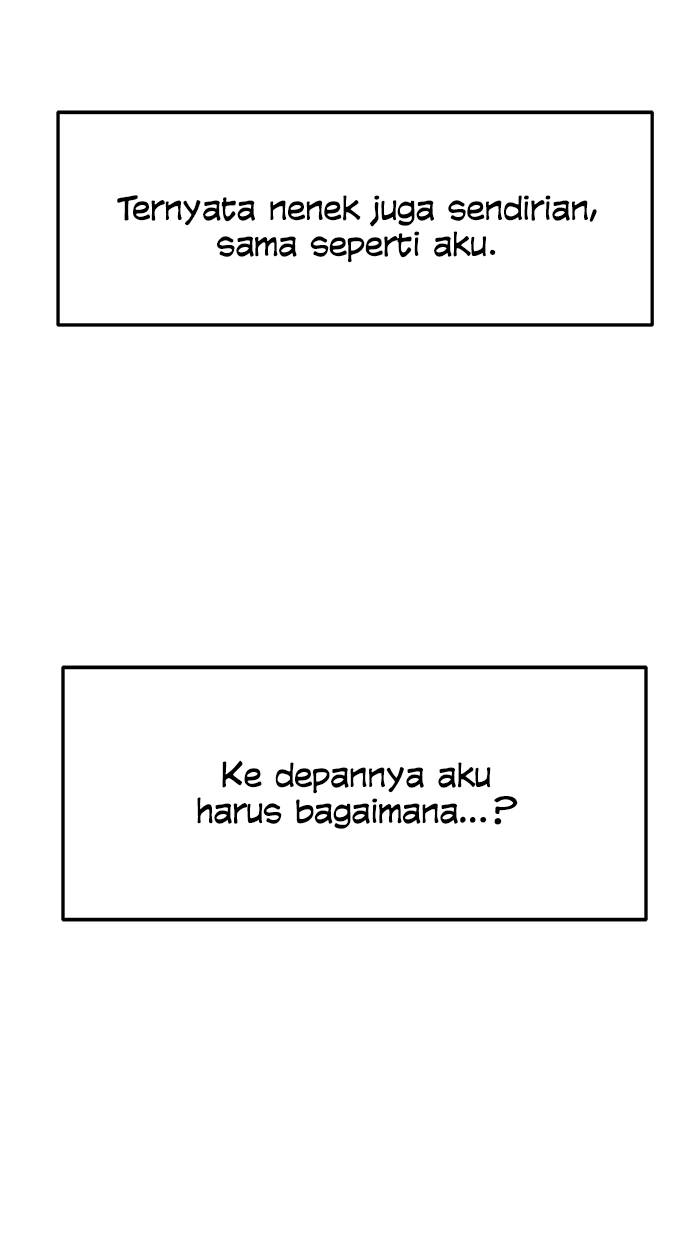 Ternyata nenek juga sendirian,
sama seperti aku.
Ke depannya aku
harus bagaimana...?